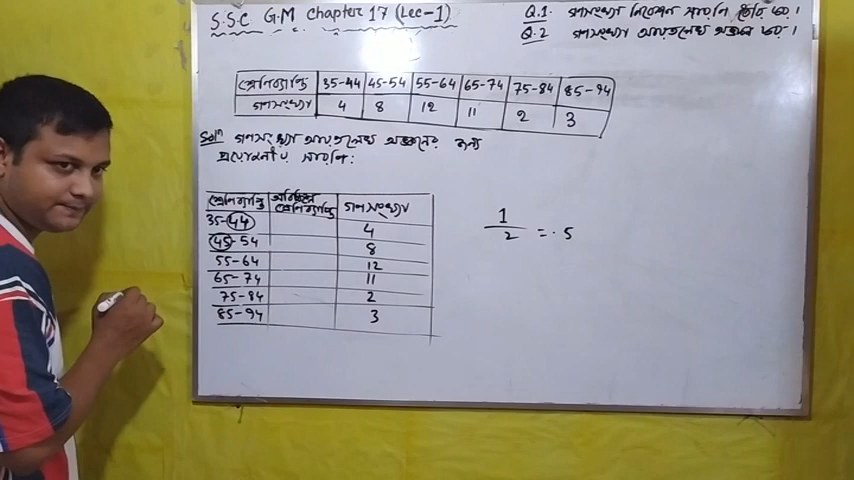 S.S.C G.M Chapter 17 (Lec-1)
Q.1. গণসংখ্যা নিবেশন সারণি তৈরি কর।
Q.2 গণসংখ্যা আয়তলেখ অঙ্কন কর।
শ্রেণিব্যাপ্তি 35-44 45-54 55-64 65-74 75-84 85-94
গণসংখ্যা 4 8 12 11 2 3
Solⁿ গণসংখ্যা আয়তলেখ অঙ্কনের জন্য
প্রয়োজনীয় সারণি:
শ্রেণিব্যাপ্তি অবিচ্ছিন্ন শ্রেণিব্যাপ্তি গণসংখ্যা
35-44 4
45-54 8
55-64 12
65-74 11
75-84 2
85-94 3
1
2 = .5